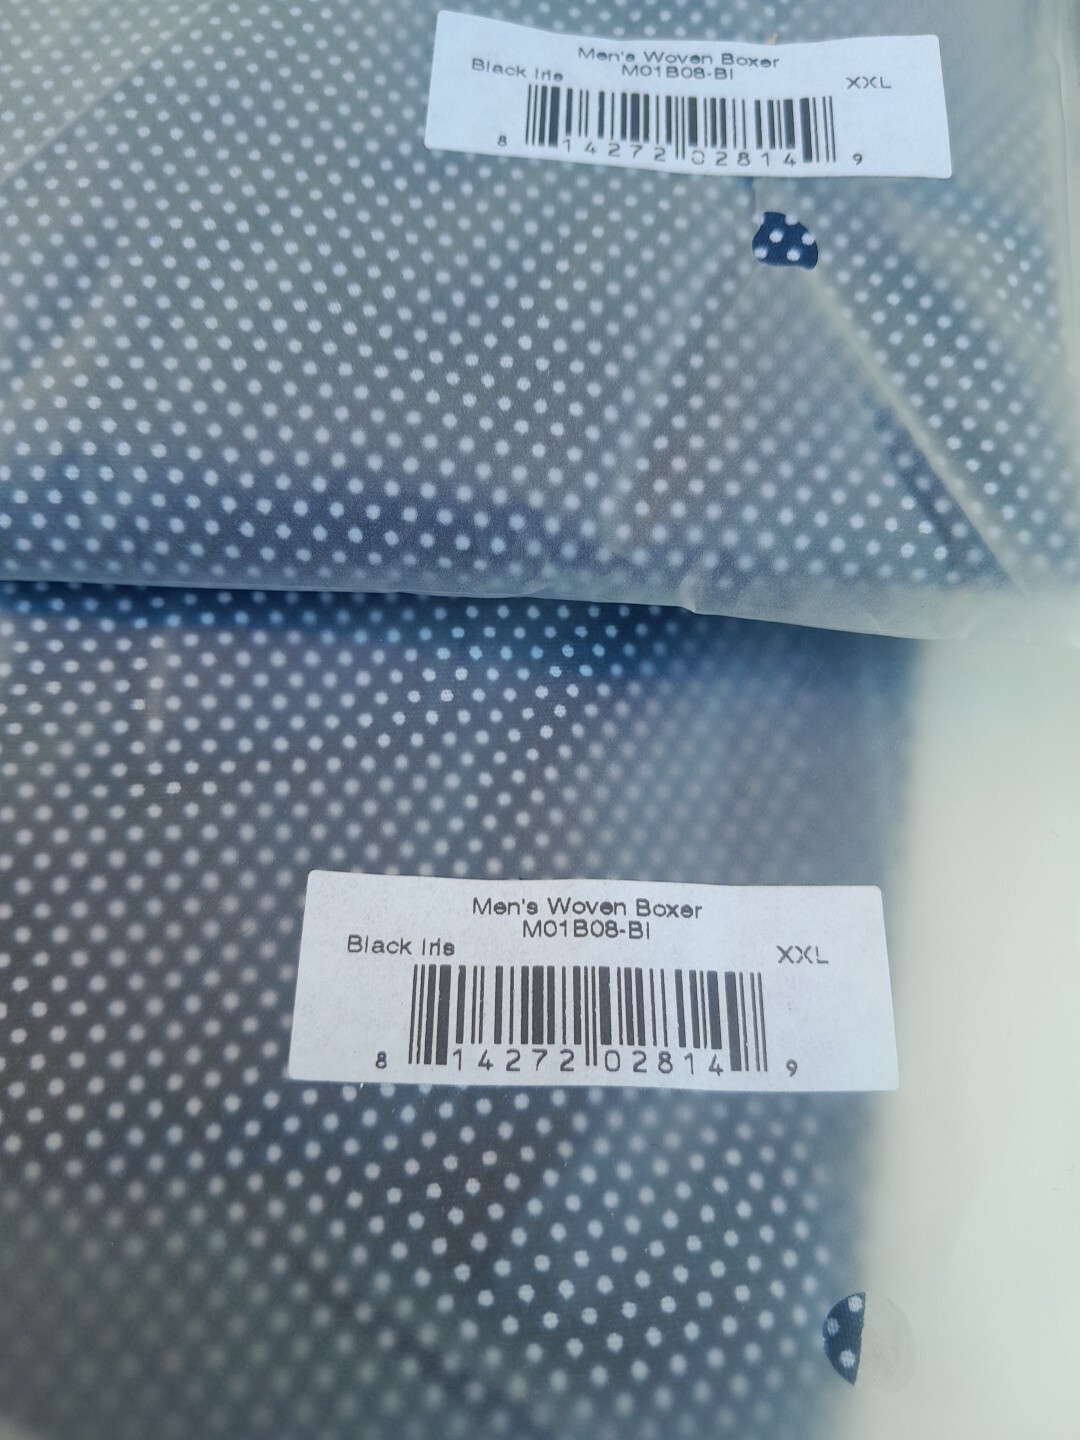 Men's Woven Boxer
M01B08-BI
Black Iris XXL
8 14272 02814 9
Men's Woven Boxer
M01B08-BI
Black Iris XXL
8 14272 02814 9